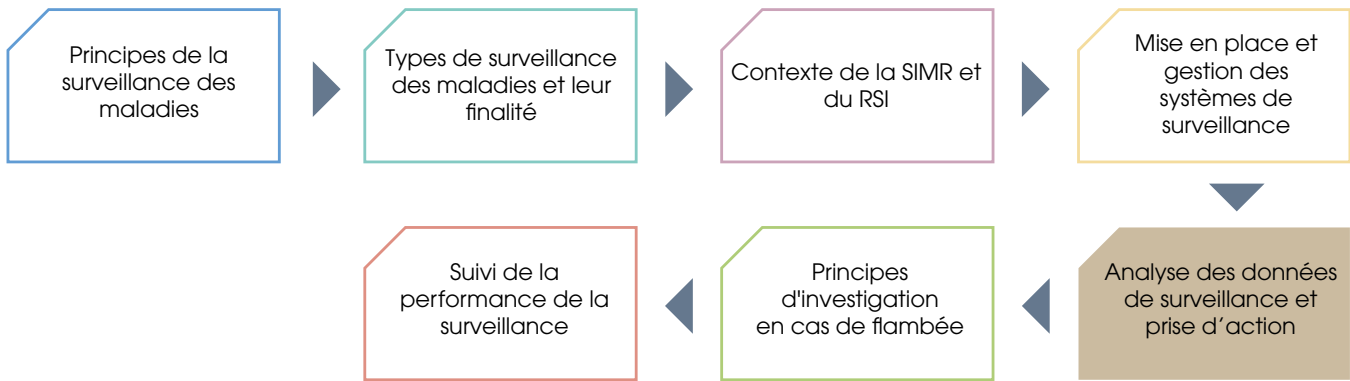 Principes de la
surveillance des
maladies
Types de surveillance
des maladies et leur
finalité
Contexte de la SIMR et
du RSI
Mise en place et
gestion des
systèmes de
surveillance
Analyse des données
de surveillance et
prise d’action
Principes
d'investigation
en cas de flambée
Suivi de la
performance de la
surveillance